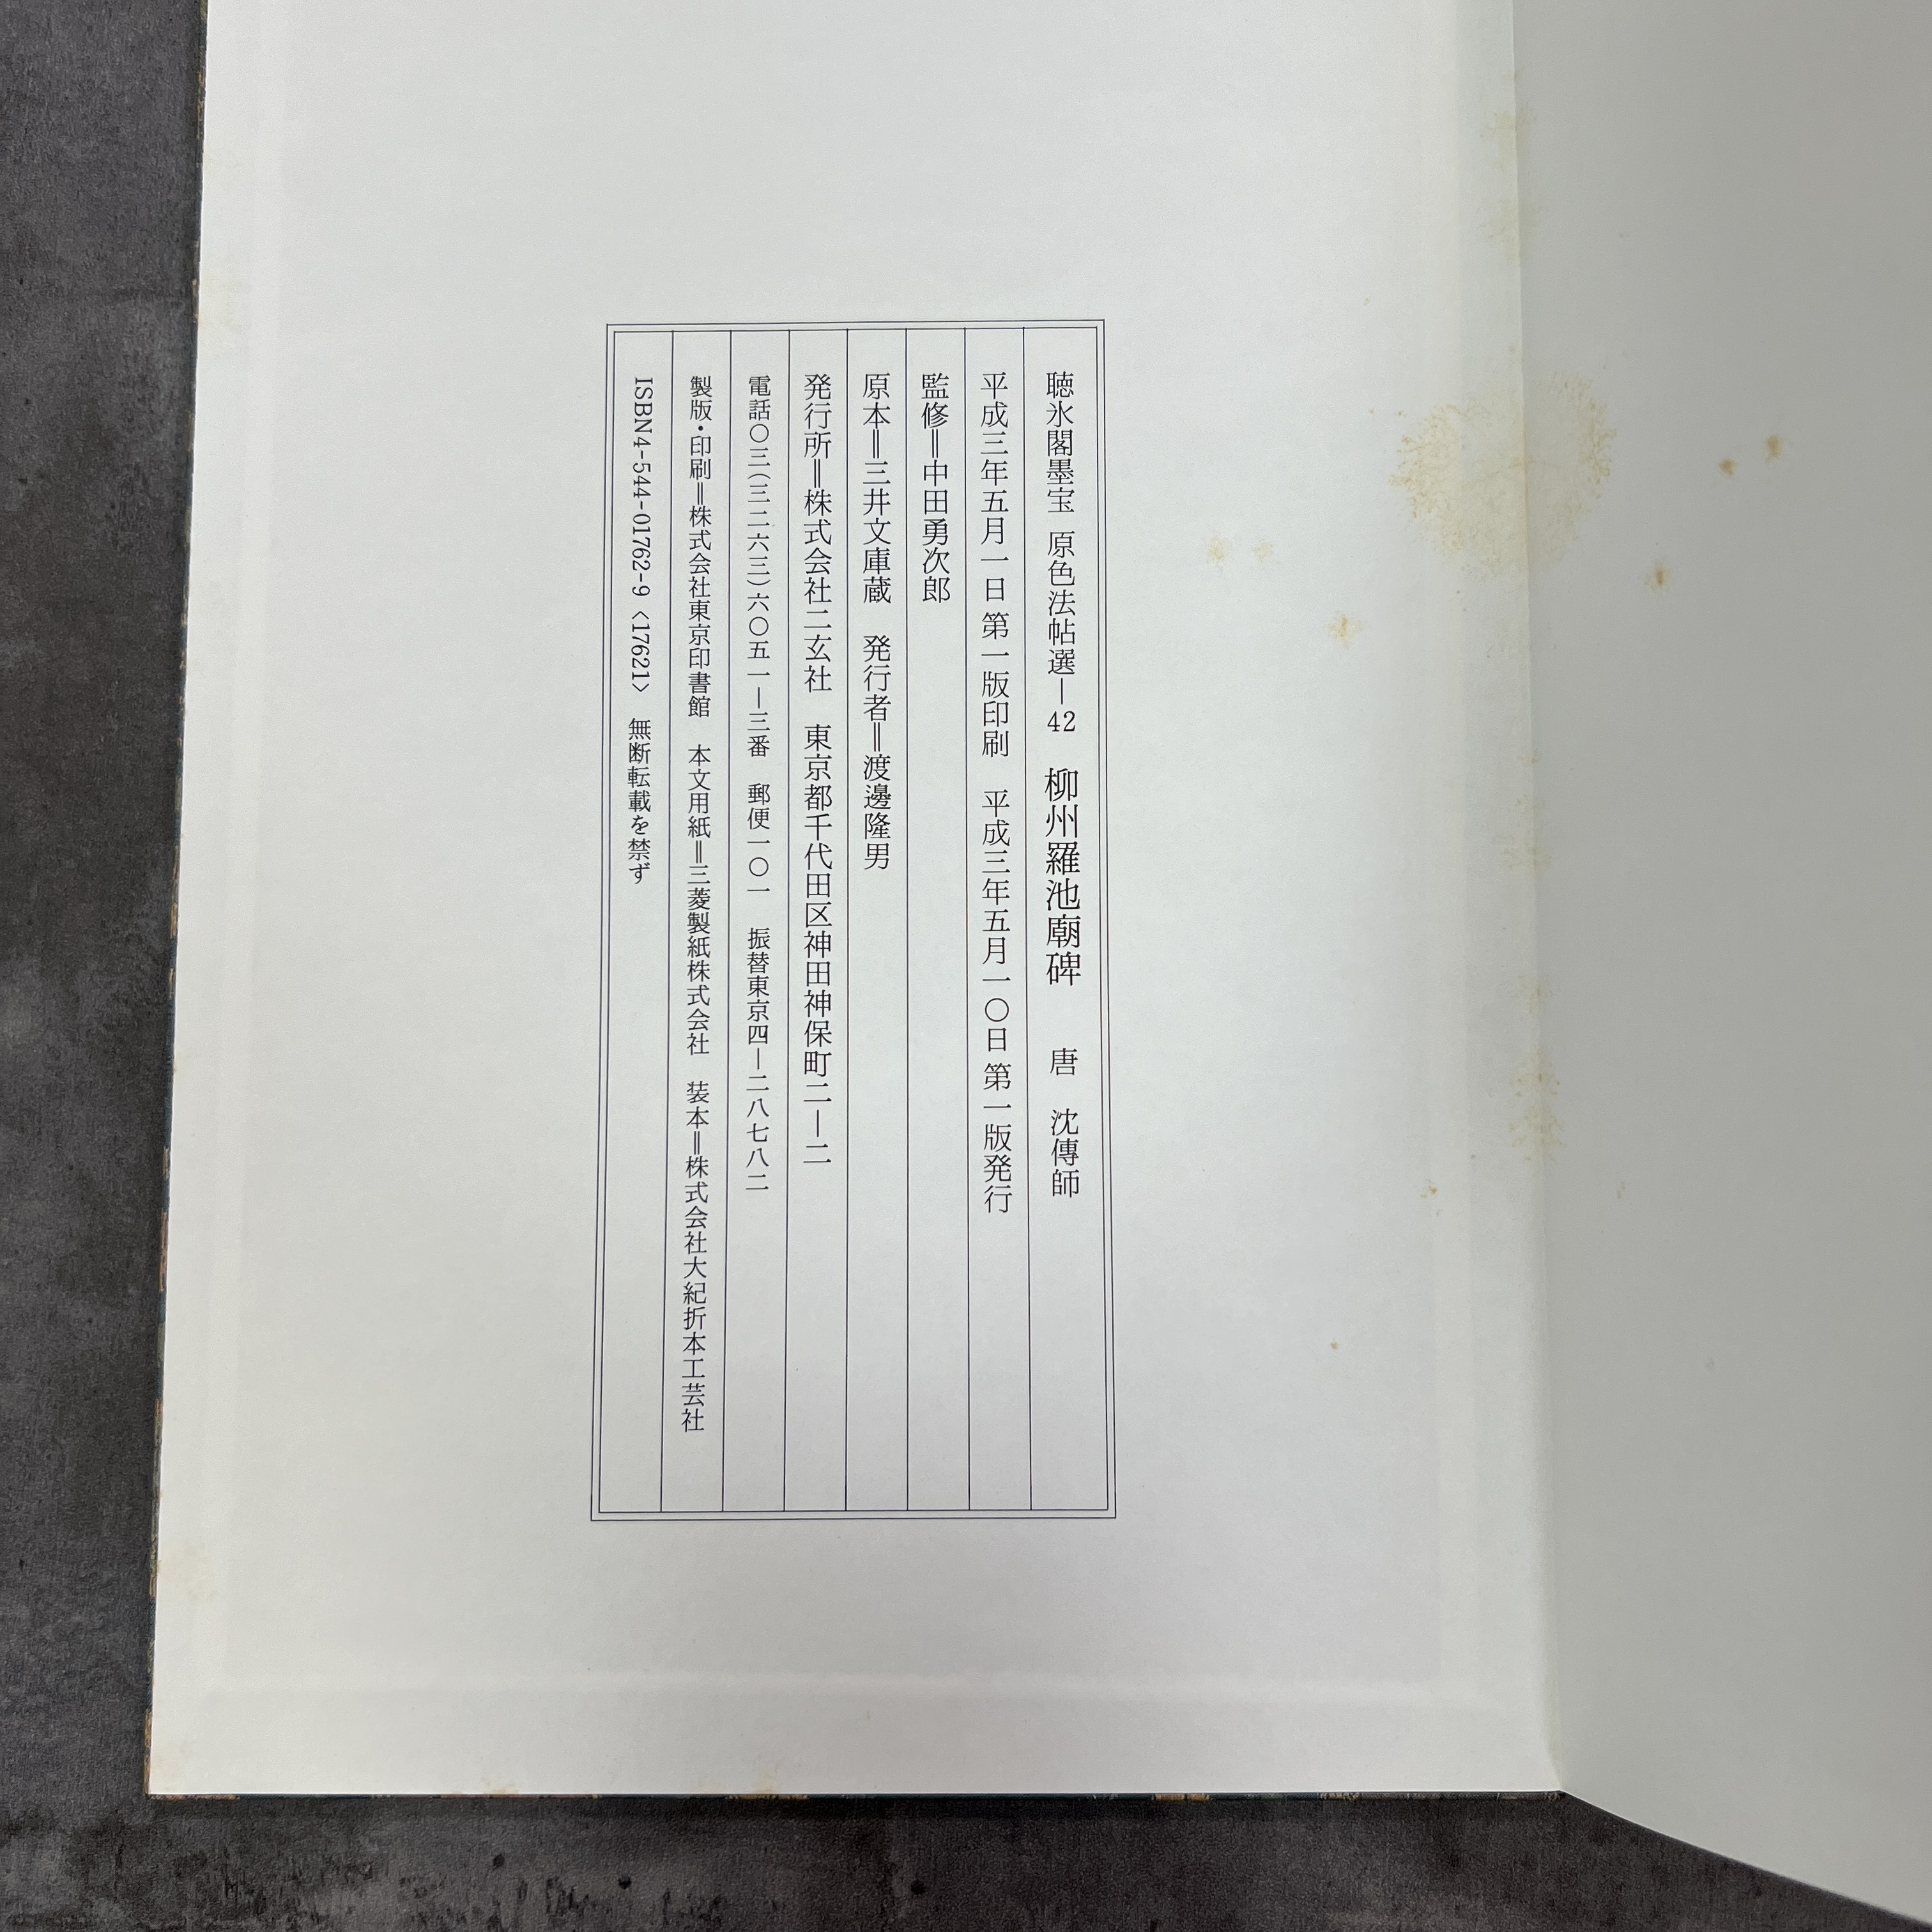 聴氷閣墨宝 原色法帖選—42 柳州羅池廟碑 唐 沈傳師
平成三年五月一日 第一版印刷 平成三年五月一〇日 第一版発行
監修=中田勇次郎
原本=三井文庫蔵 発行者=渡邊隆男
発行所=株式会社二玄社 東京都千代田区神田神保町二—二
電話〇三(三二六三)六〇五一—三番 郵便一〇一 振替東京四—二八七八二
製版・印刷=株式会社東京印書館 本文用紙=三菱製紙株式会社 装本=株式会社大紀折本工芸社
ISBN4-544-01762-9 〈17621〉 無断転載を禁ず